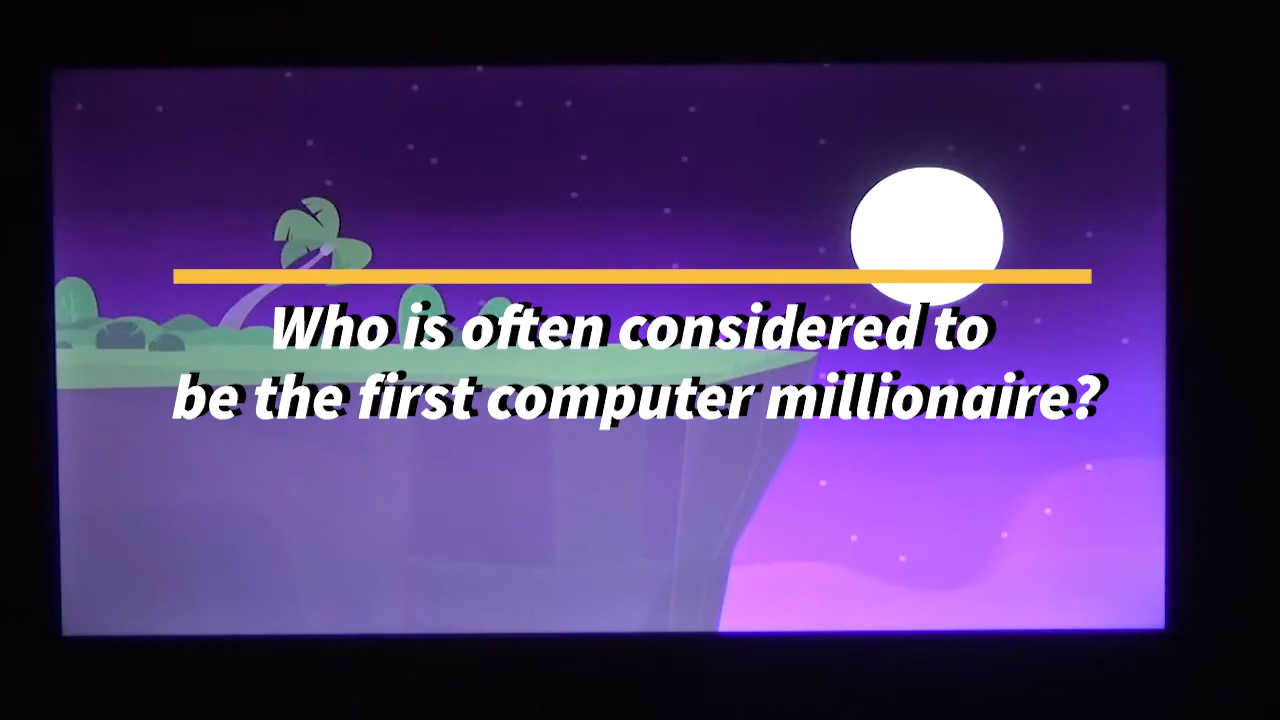 Who is often considered to
be the first computer millionaire?